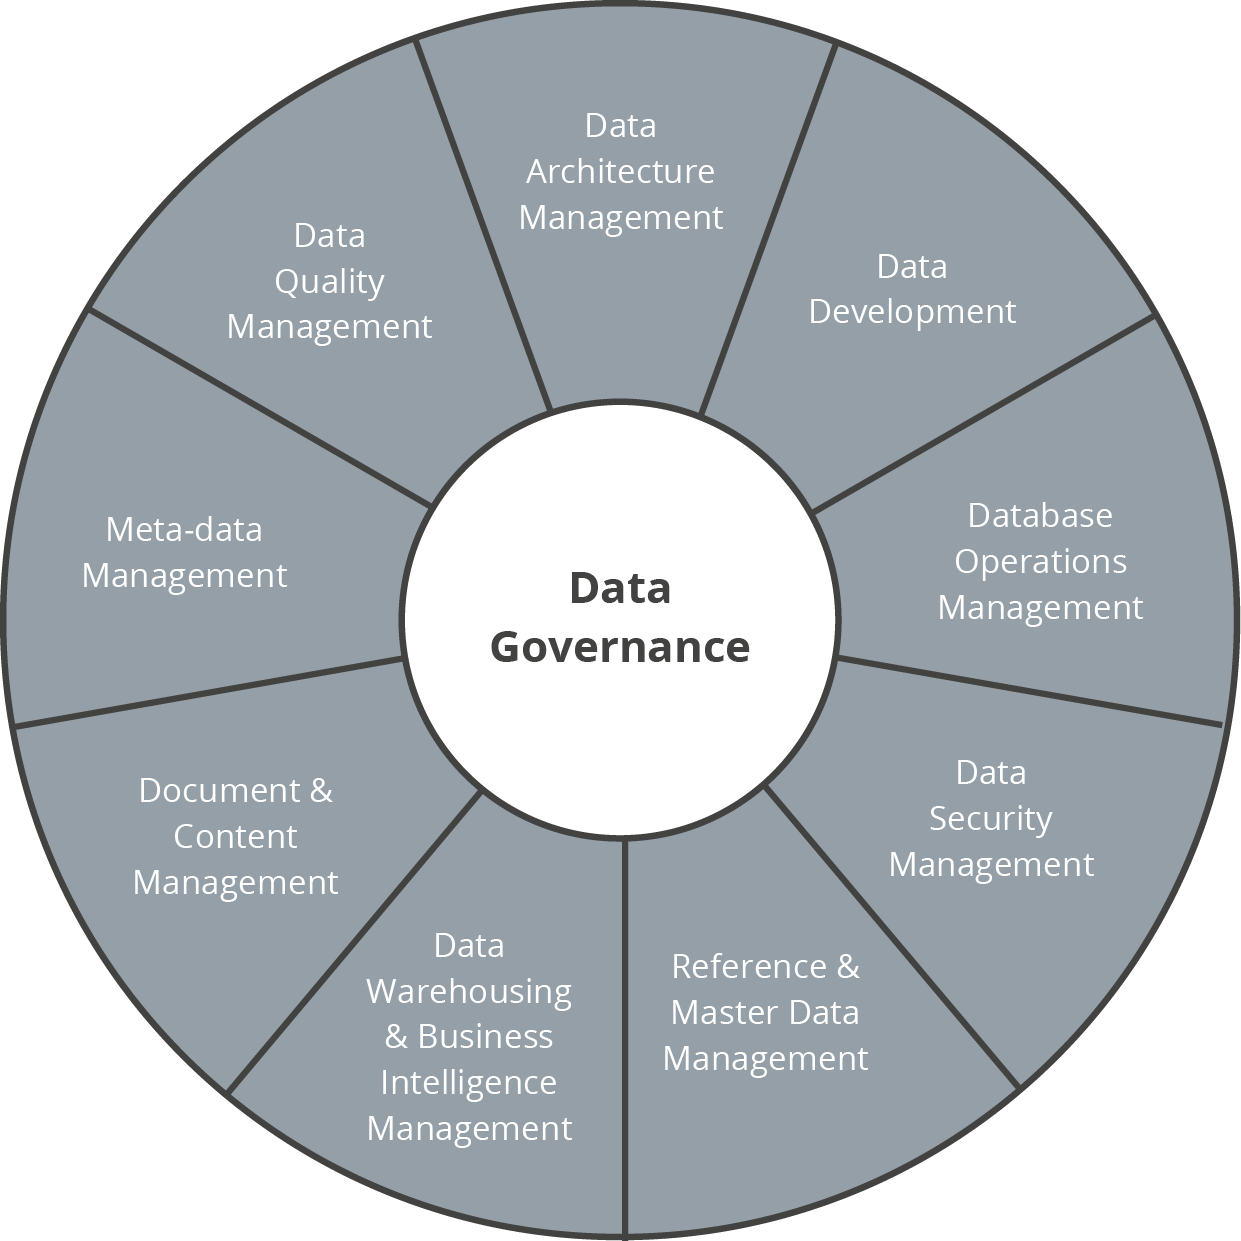 Data
Architecture
Management
Data
Development
Database
Operations
Management
Data
Security
Management
Reference &
Master Data
Management
Data
Warehousing
& Business
Intelligence
Management
Document &
Content
Management
Meta-data
Management
Data
Quality
Management
Data
Governance